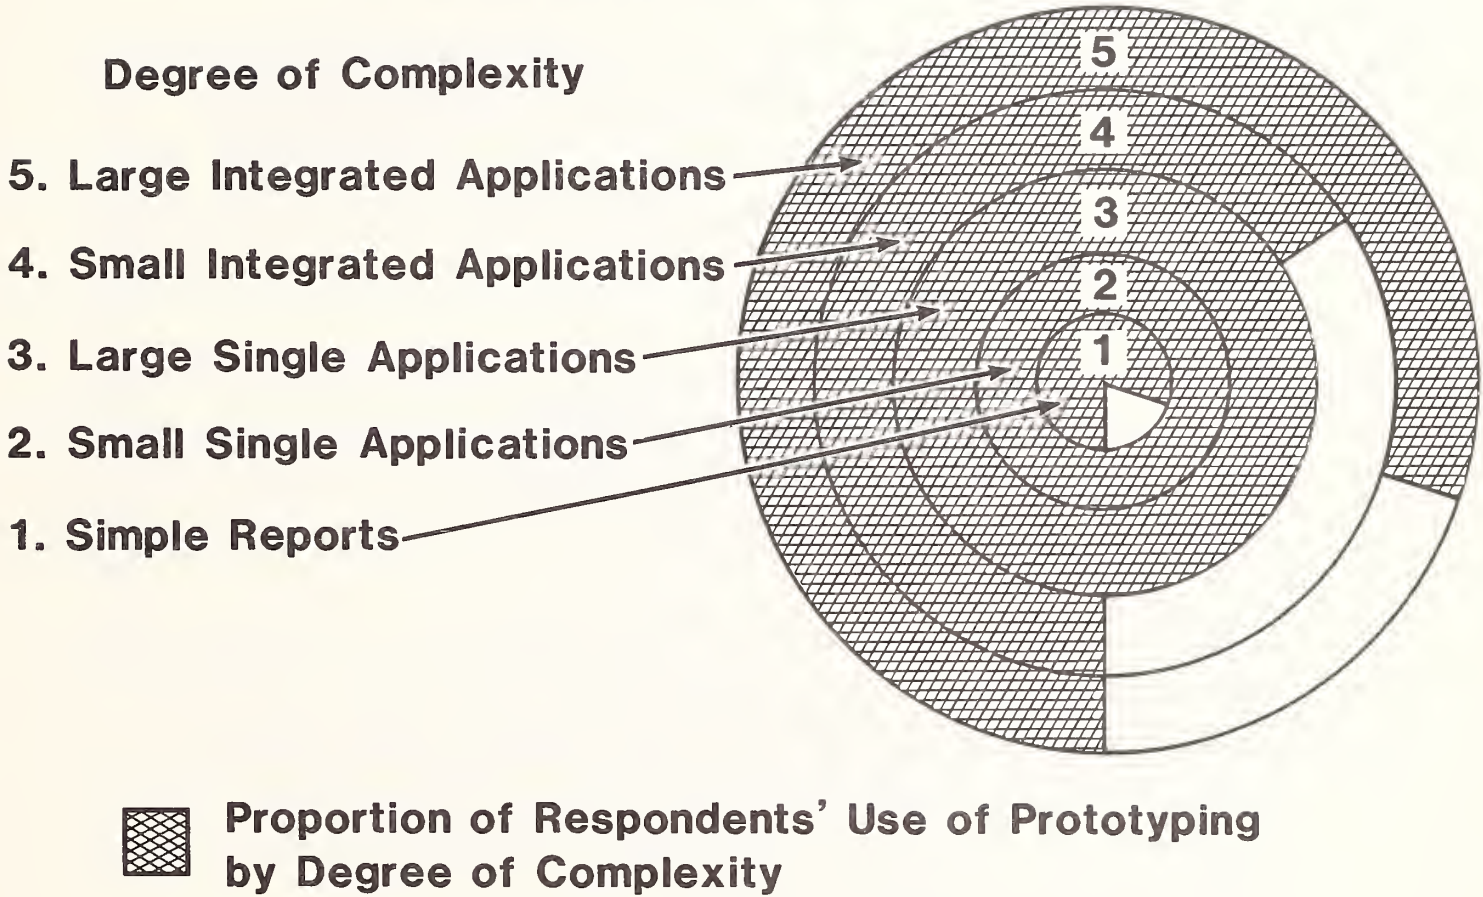 Degree of Complexity
5. Large Integrated Applications
4. Small Integrated Applications
3. Large Single Applications
2. Small Single Applications
1. Simple Reports
5
4
3
2
1
Proportion of Respondents’ Use of Prototyping
by Degree of Complexity